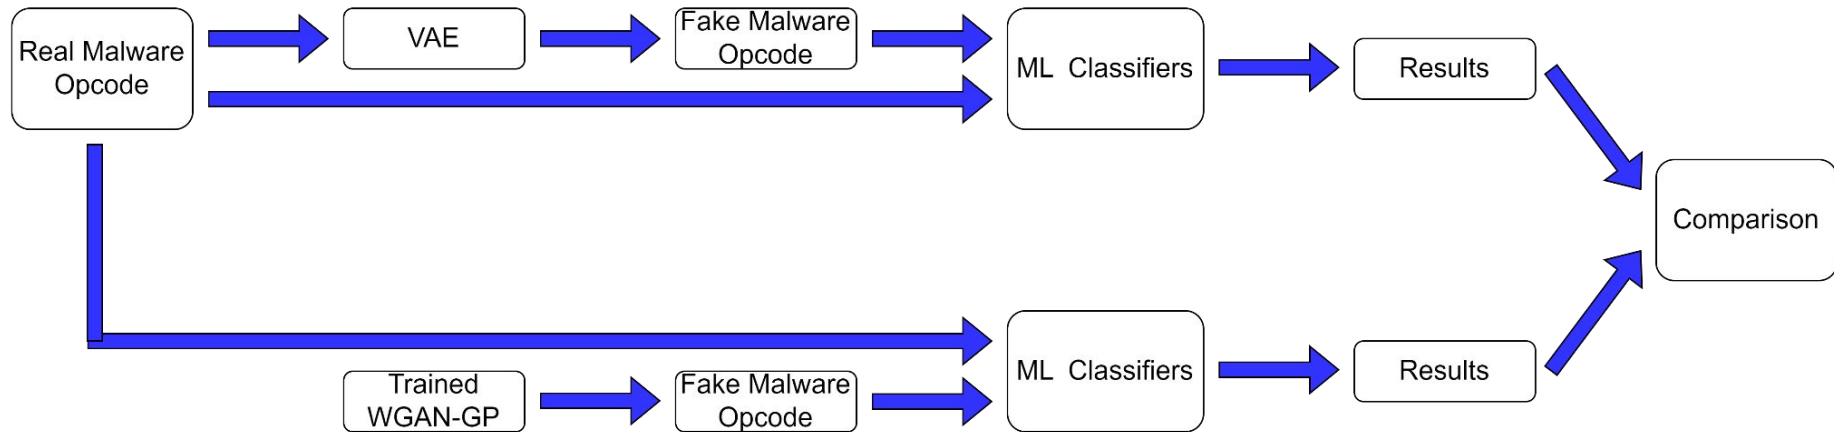 Real Malware
Opcode
VAE
Fake Malware
Opcode
ML Classifiers
Results
Comparison
Trained
WGAN-GP
Fake Malware
Opcode
ML Classifiers
Results